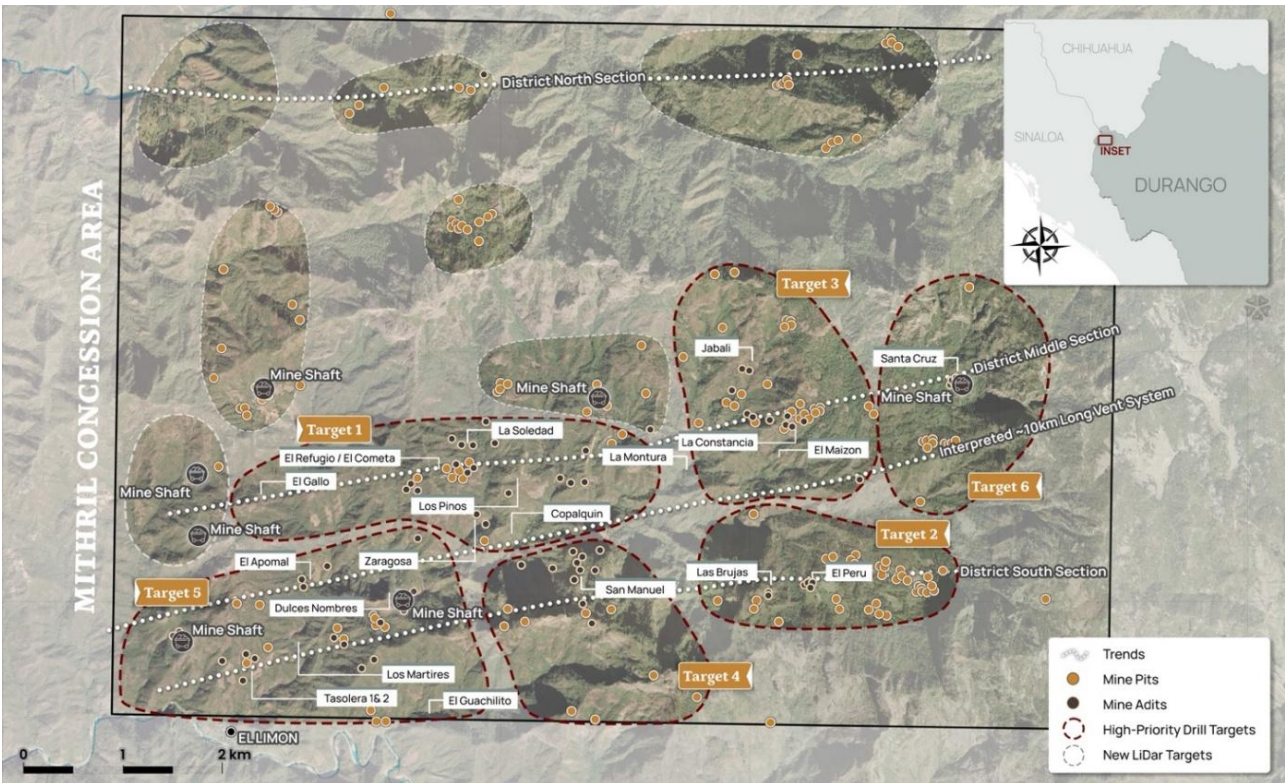 CHIHUAHUA
SINALOA
INSET
DURANGO
District North Section
MITHRIL CONCESSION AREA
Target 3
Jabali
Santa Cruz
District Middle Section
Mine Shaft
Mine Shaft
Mine Shaft
Interpreted ~10km Long Vent System
Target 1
La Soledad
La Constancia
El Refugio / El Cometa
La Montura
El Maizon
El Gallo
Mine Shaft
Los Pinos
Target 6
Copalquin
Mine Shaft
Target 2
El Apomal
Zaragosa
Las Brujas
El Peru
District South Section
Target 5
San Manuel
Dulces Nombres
Mine Shaft
Mine Shaft
Los Martires
Target 4
Tasolera 1& 2
El Guachilito
ELLIMON
0 1 2 km
Trends
Mine Pits
Mine Adits
High-Priority Drill Targets
New LiDar Targets